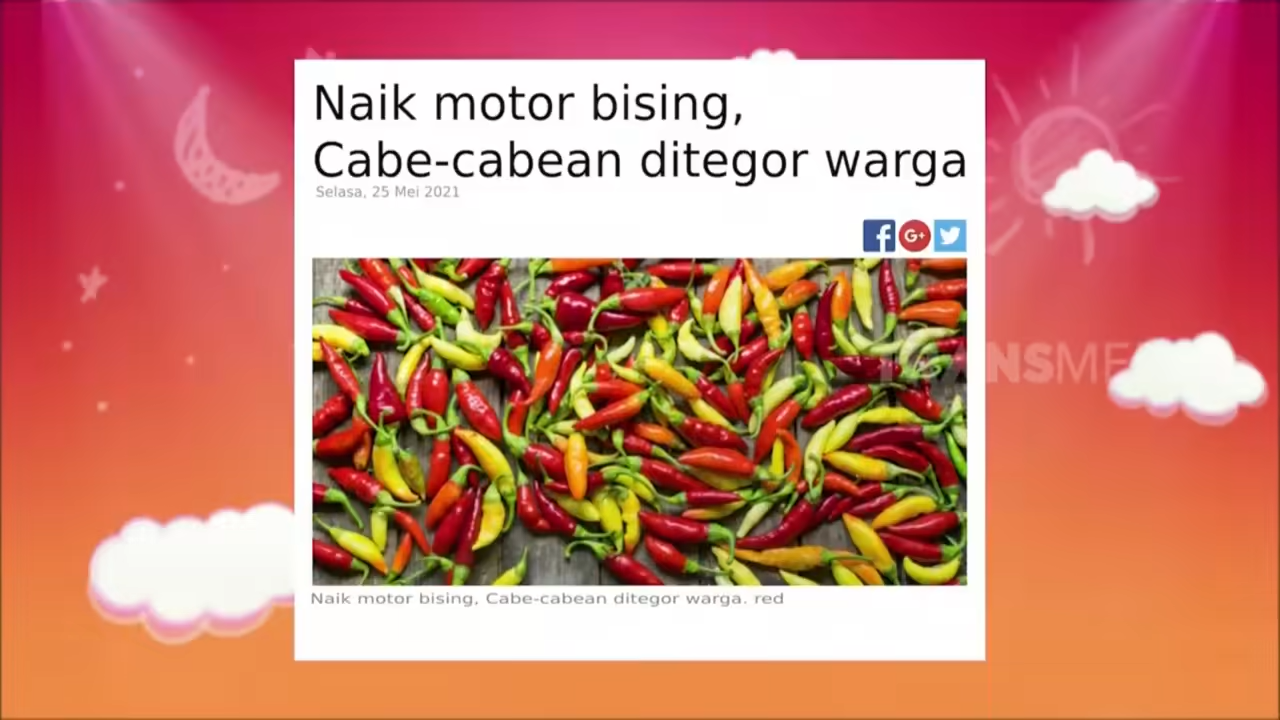 Naik motor bising,
Cabe-cabean ditegor warga
Selasa, 25 Mei 2021
G+
TRANSME
Naik motor bising, Cabe-cabean ditegor warga. red